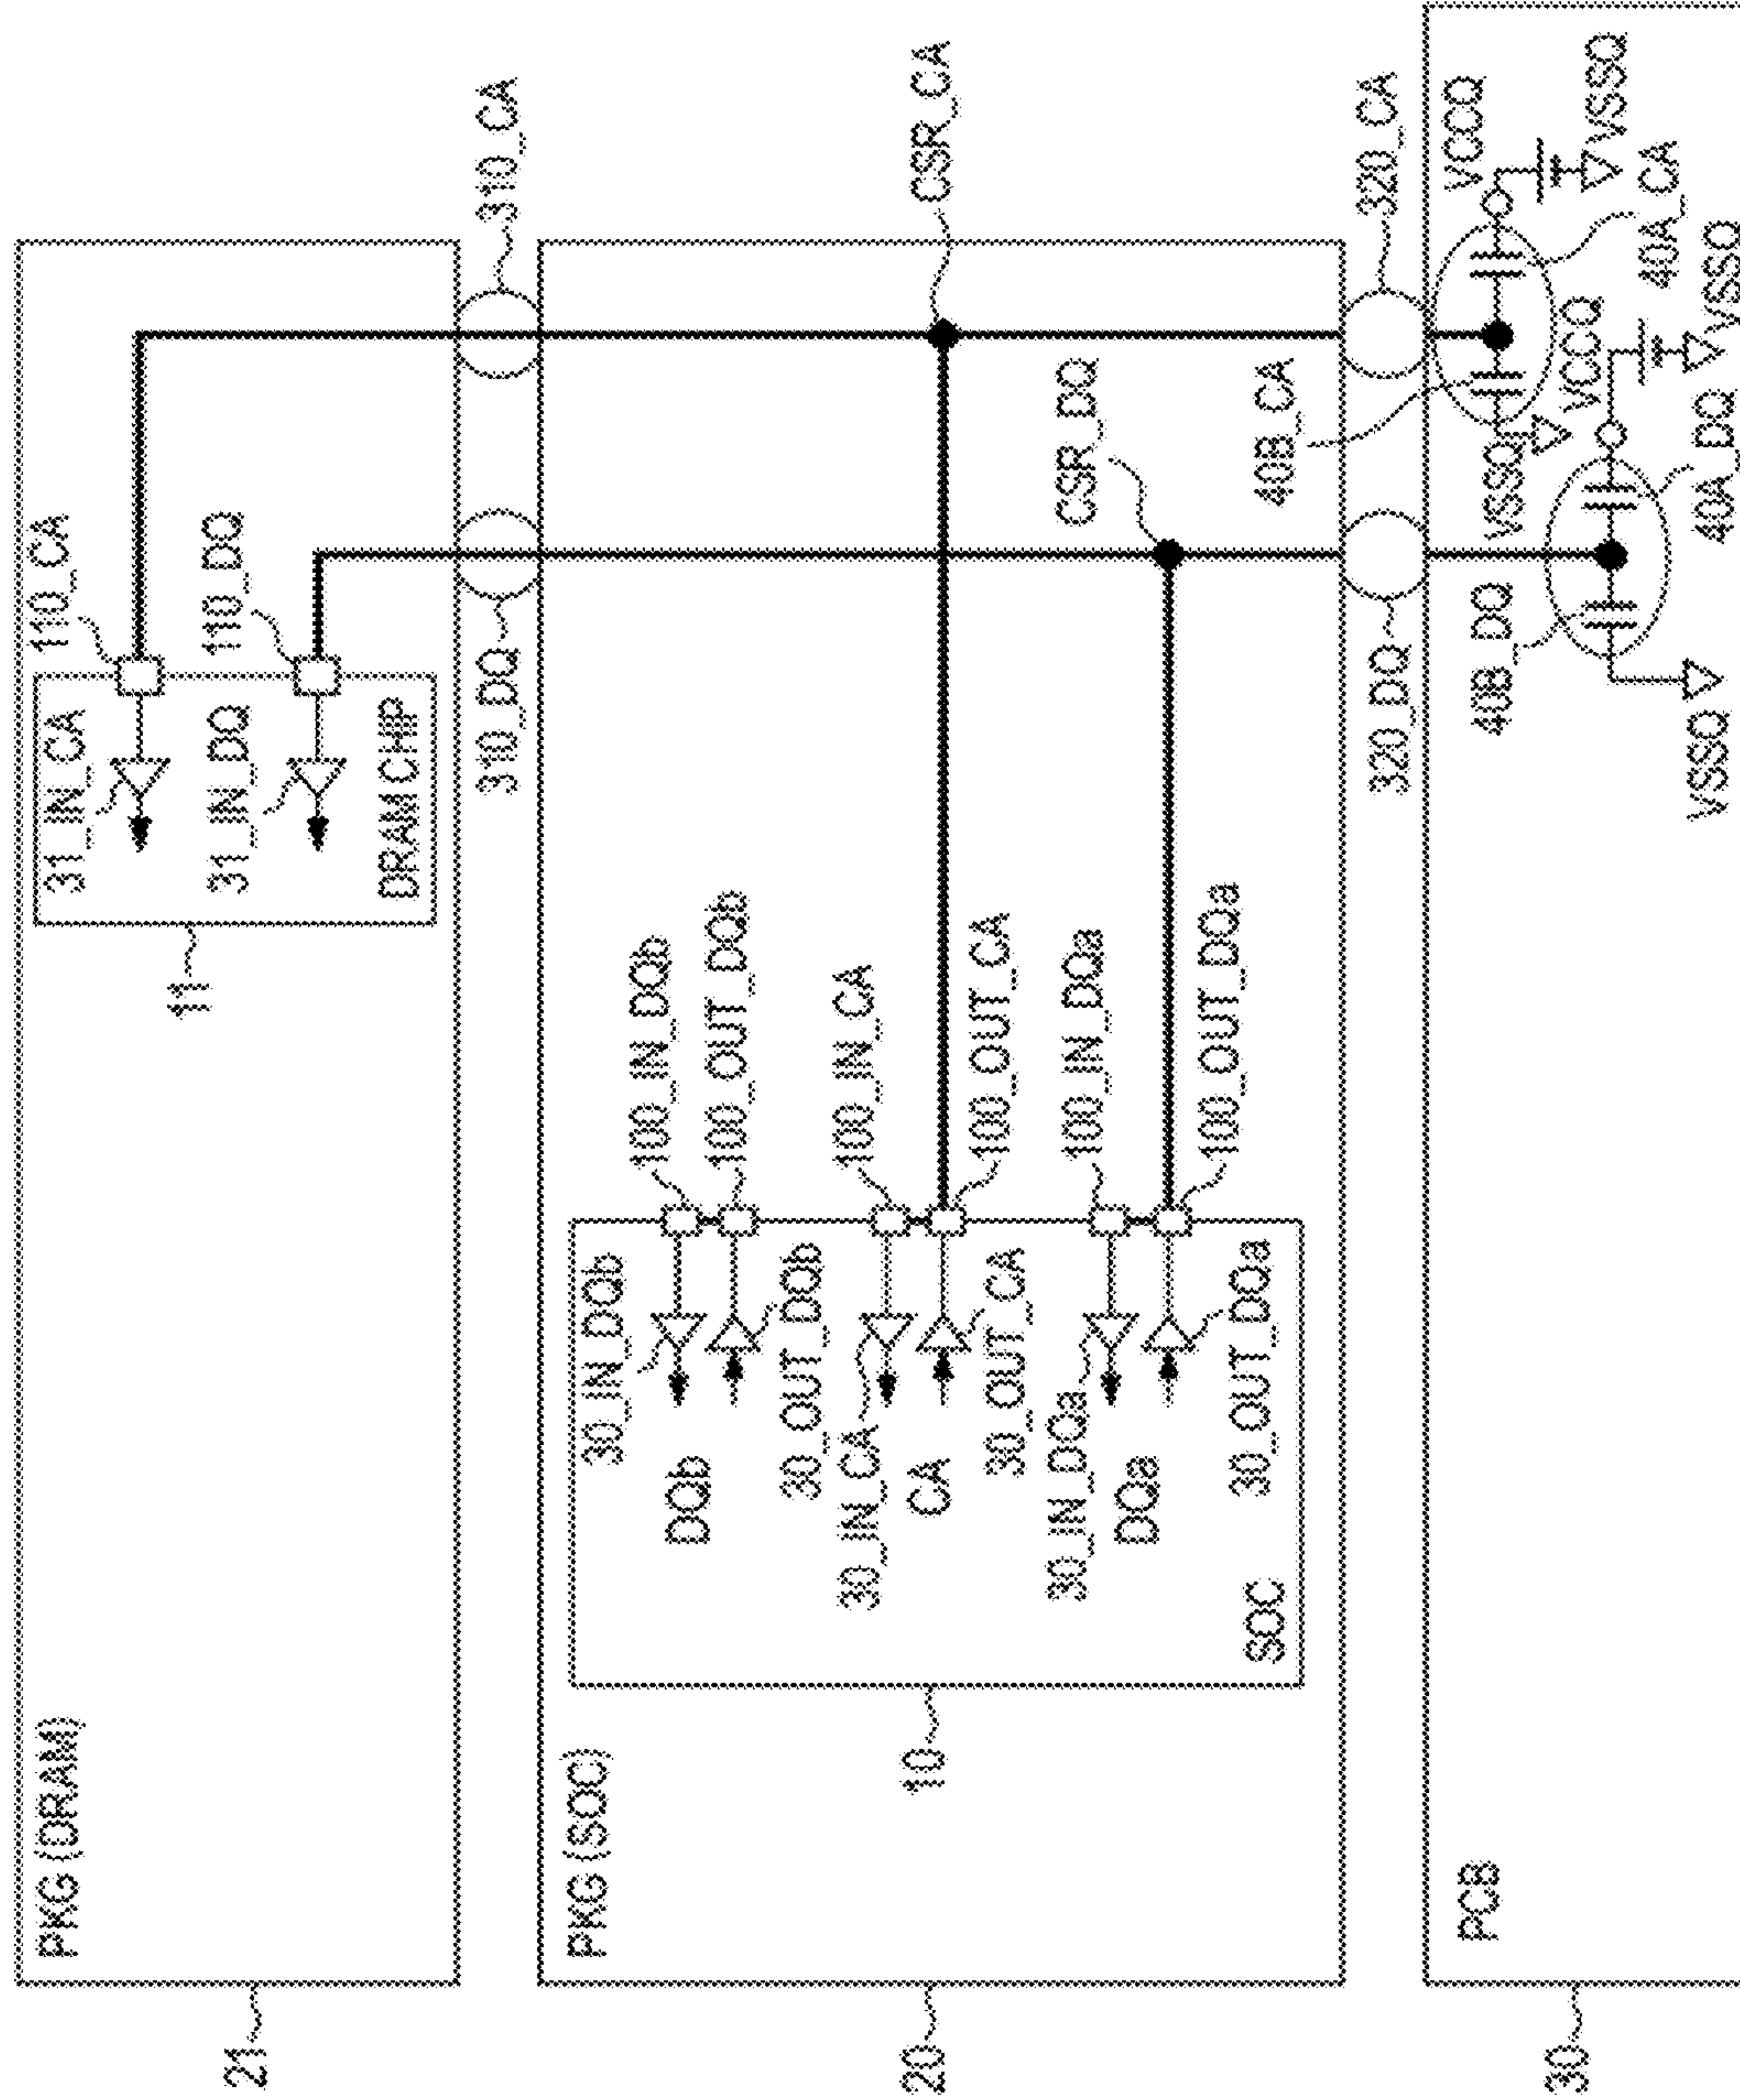 21
PKG (DRAM)
11
31_IN_CA
110_CA
31_IN_DQ
110_DQ
DRAM CHIP
310_DQ
310_CA
20
PKG (SOC)
10
SOC
30_IN_DQb
100_IN_DQb
DQb
100_OUT_DQb
30_OUT_DQb
30_IN_CA
100_IN_CA
CA
100_OUT_CA
30_OUT_CA
30_IN_DQa
100_IN_DQa
DQa
100_OUT_DQa
30_OUT_DQa
CSR_CA
CSR_DQ
320_DQ
320_CA
30
PCB
40B_CA
VCCQ
VSSQ
40A_CA
VSSQ
40B_DQ
VCCQ
VSSQ
40A_DQ
VSSQ